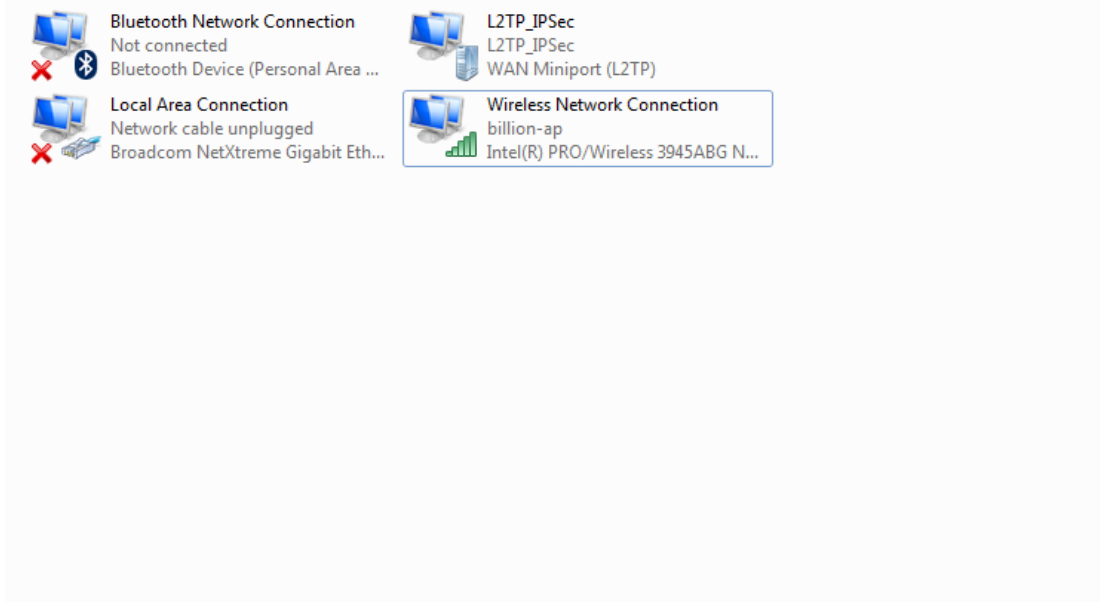 Bluetooth Network Connection
Not connected
Bluetooth Device (Personal Area ...
L2TP_IPSec
L2TP_IPSec
WAN Miniport (L2TP)
Local Area Connection
Network cable unplugged
Broadcom NetXtreme Gigabit Eth...
Wireless Network Connection
billion-ap
Intel(R) PRO/Wireless 3945ABG N...